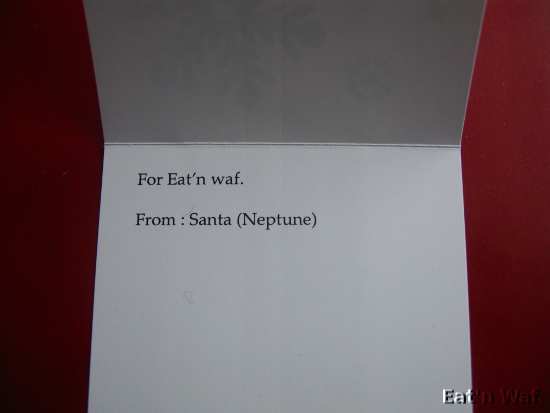 For Eat'n waf.
From : Santa (Neptune)
Eat'n Waf